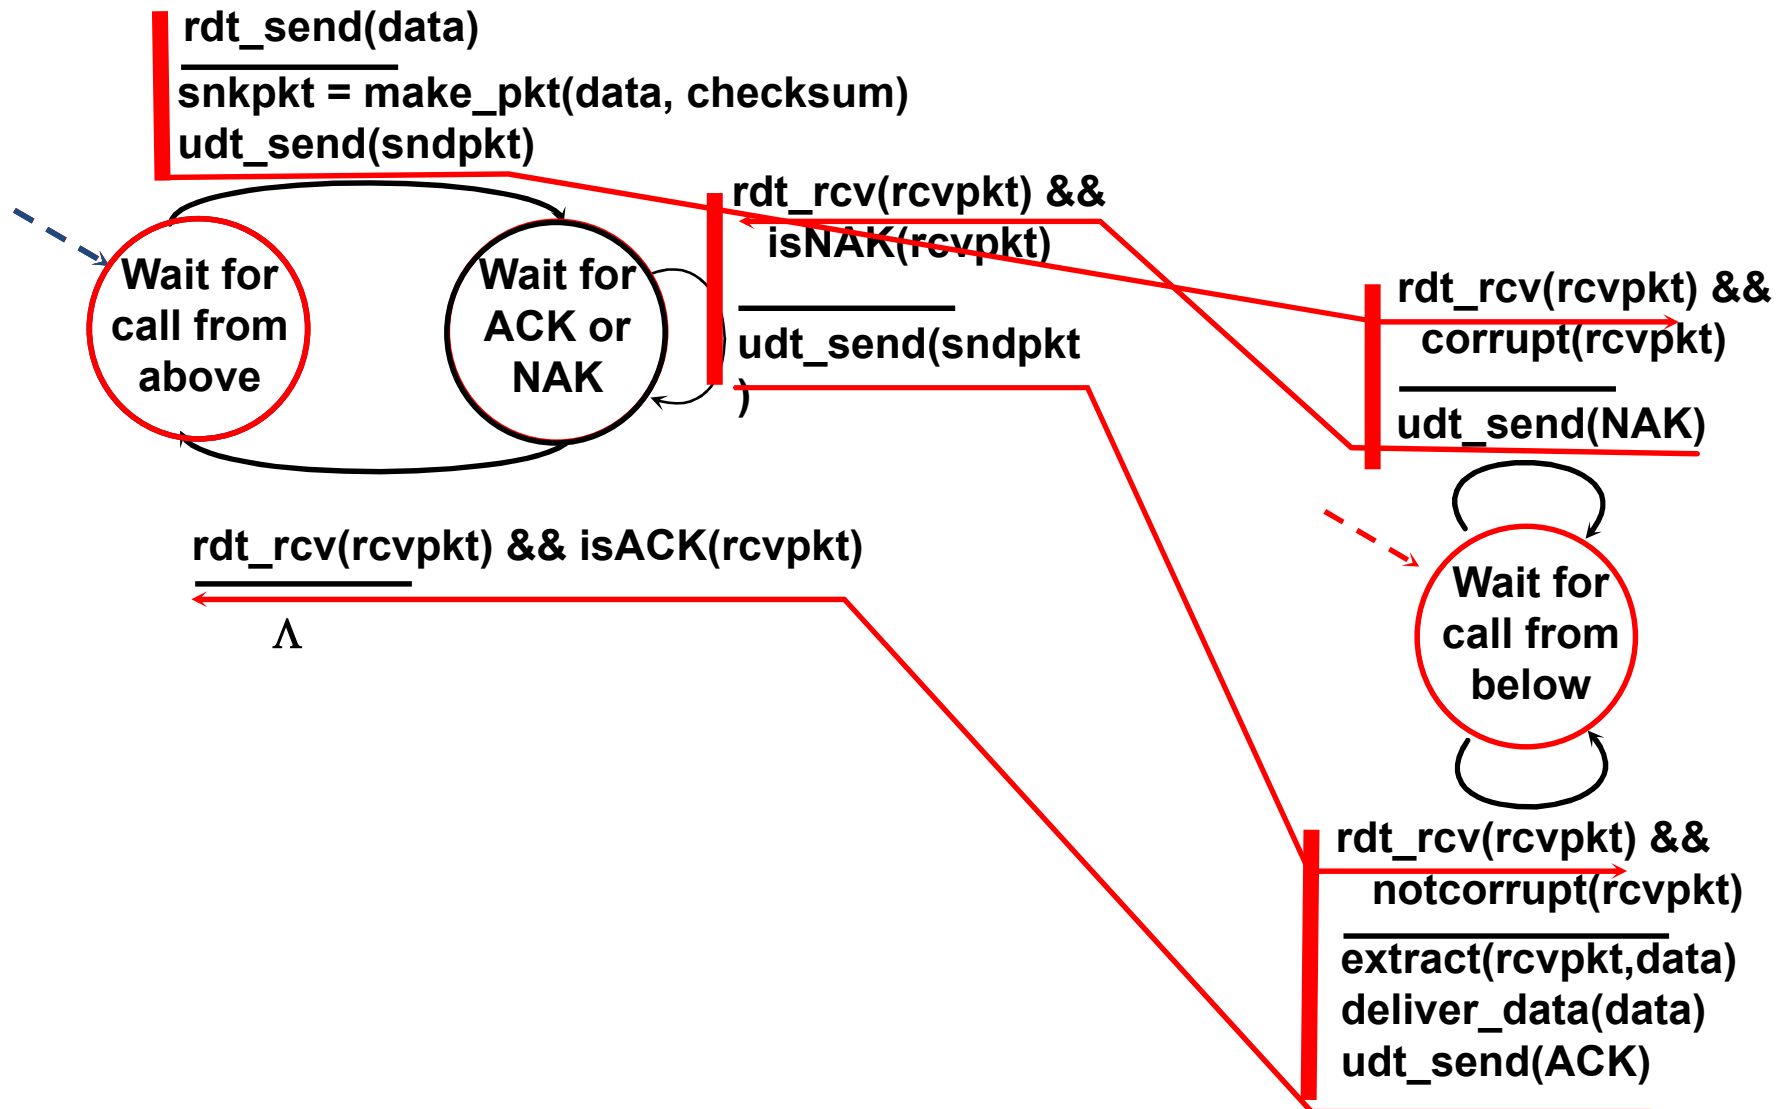 rdt_send(data)
snkpkt = make_pkt(data, checksum)
udt_send(sndpkt)
Wait for
call from
above
Wait for
ACK or
NAK
rdt_rcv(rcvpkt) &&
isNAK(rcvpkt)
udt_send(sndpkt
)
rdt_rcv(rcvpkt) && isACK(rcvpkt)
Λ
rdt_rcv(rcvpkt) &&
corrupt(rcvpkt)
udt_send(NAK)
Wait for
call from
below
rdt_rcv(rcvpkt) &&
notcorrupt(rcvpkt)
extract(rcvpkt,data)
deliver_data(data)
udt_send(ACK)